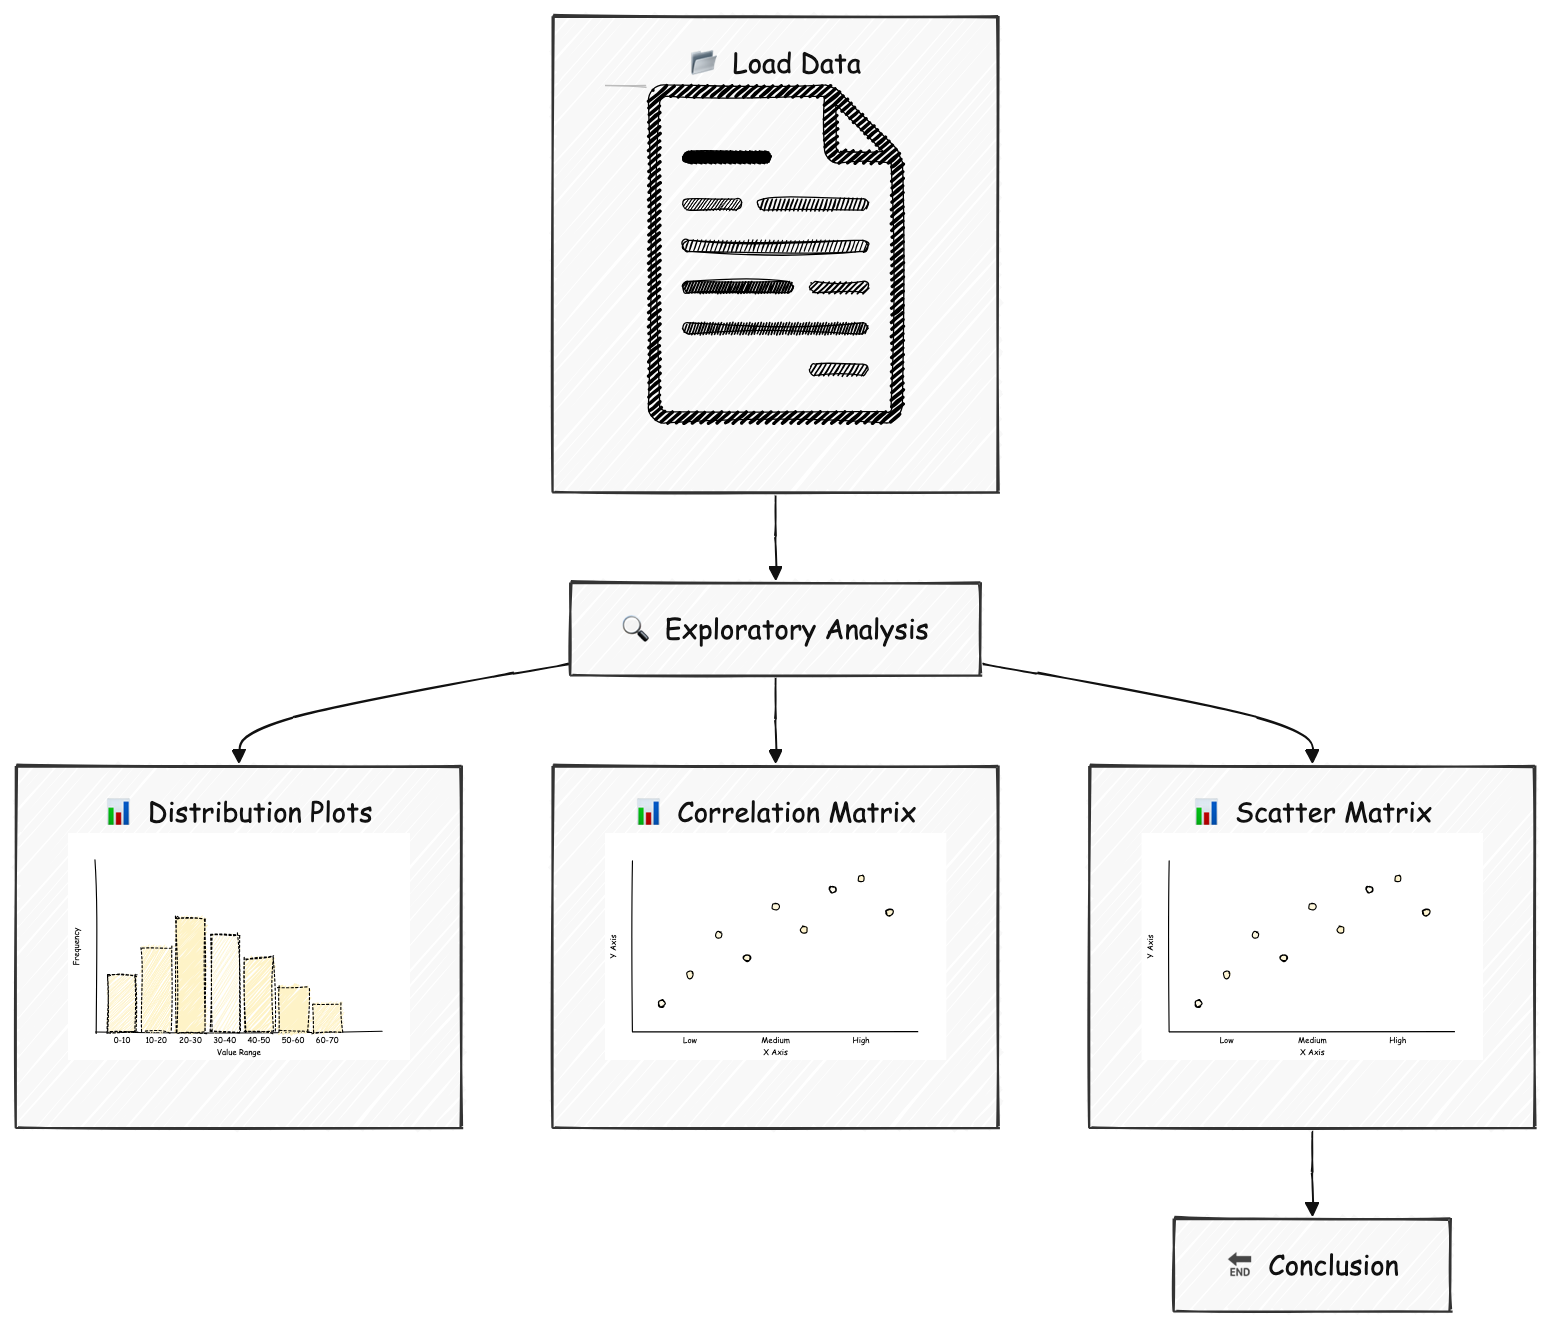 Load Data
Exploratory Analysis
Distribution Plots
Frequency
0-10 10-20 20-30 30-40 40-50 50-60 60-70
Value Range
Correlation Matrix
Y Axis
Low Medium High
X Axis
Scatter Matrix
Y Axis
Low Medium High
X Axis
END Conclusion